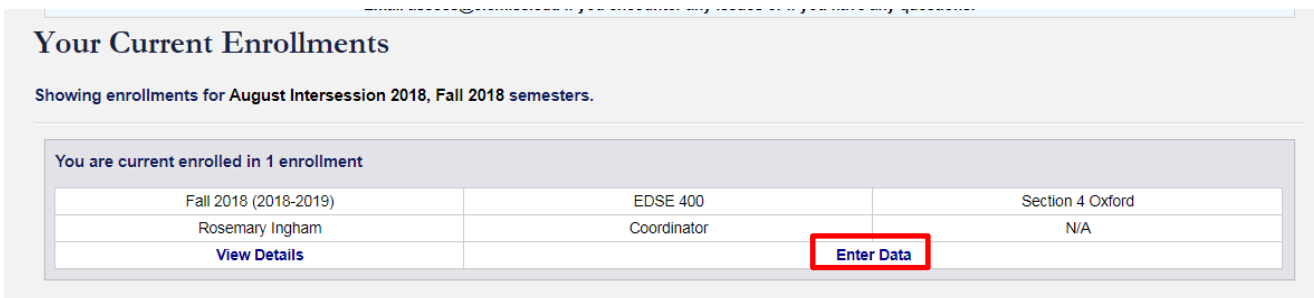 Your Current Enrollments
Showing enrollments for August Intersession 2018, Fall 2018 semesters.
You are current enrolled in 1 enrollment
Fall 2018 (2018-2019) EDSE 400 Section 4 Oxford
Rosemary Ingham Coordinator N/A
View Details Enter Data